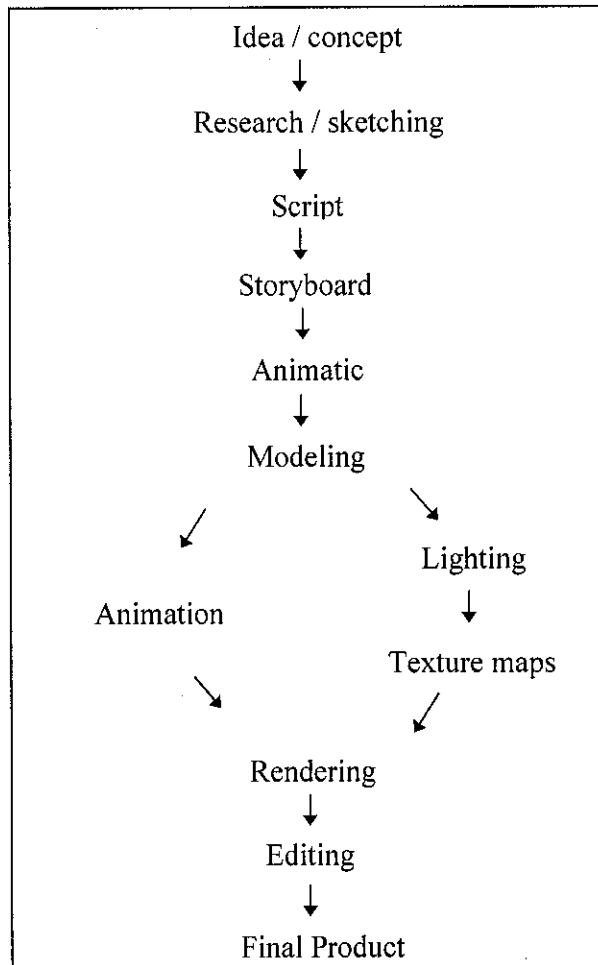 Idea / concept
Research / sketching
Script
Storyboard
Animatic
Modeling
Lighting
Animation
Texture maps
Rendering
Editing
Final Product